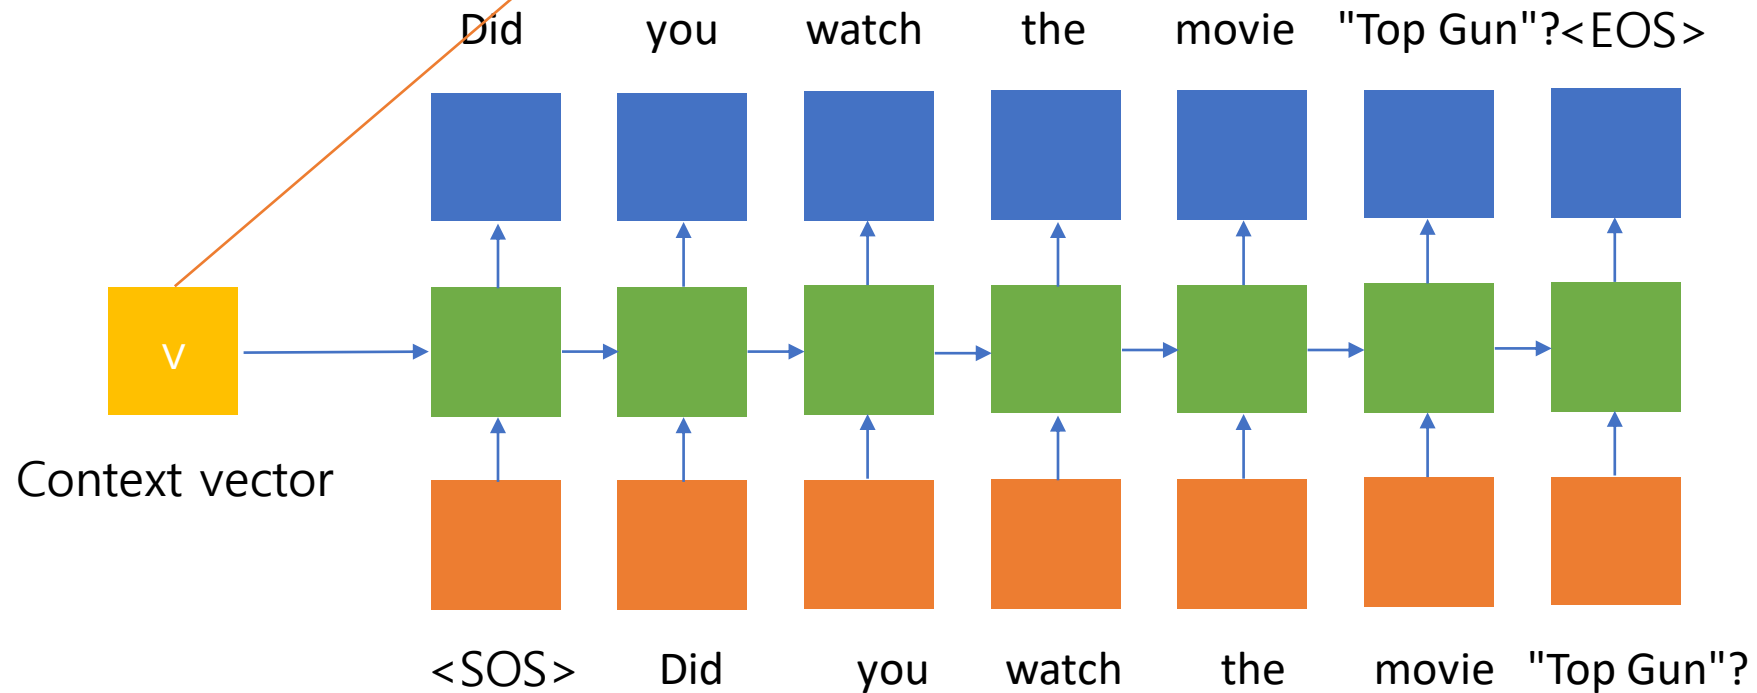 Did you watch the movie "Top Gun"?<EOS>
V
Context vector
<SOS> Did you watch the movie "Top Gun"?